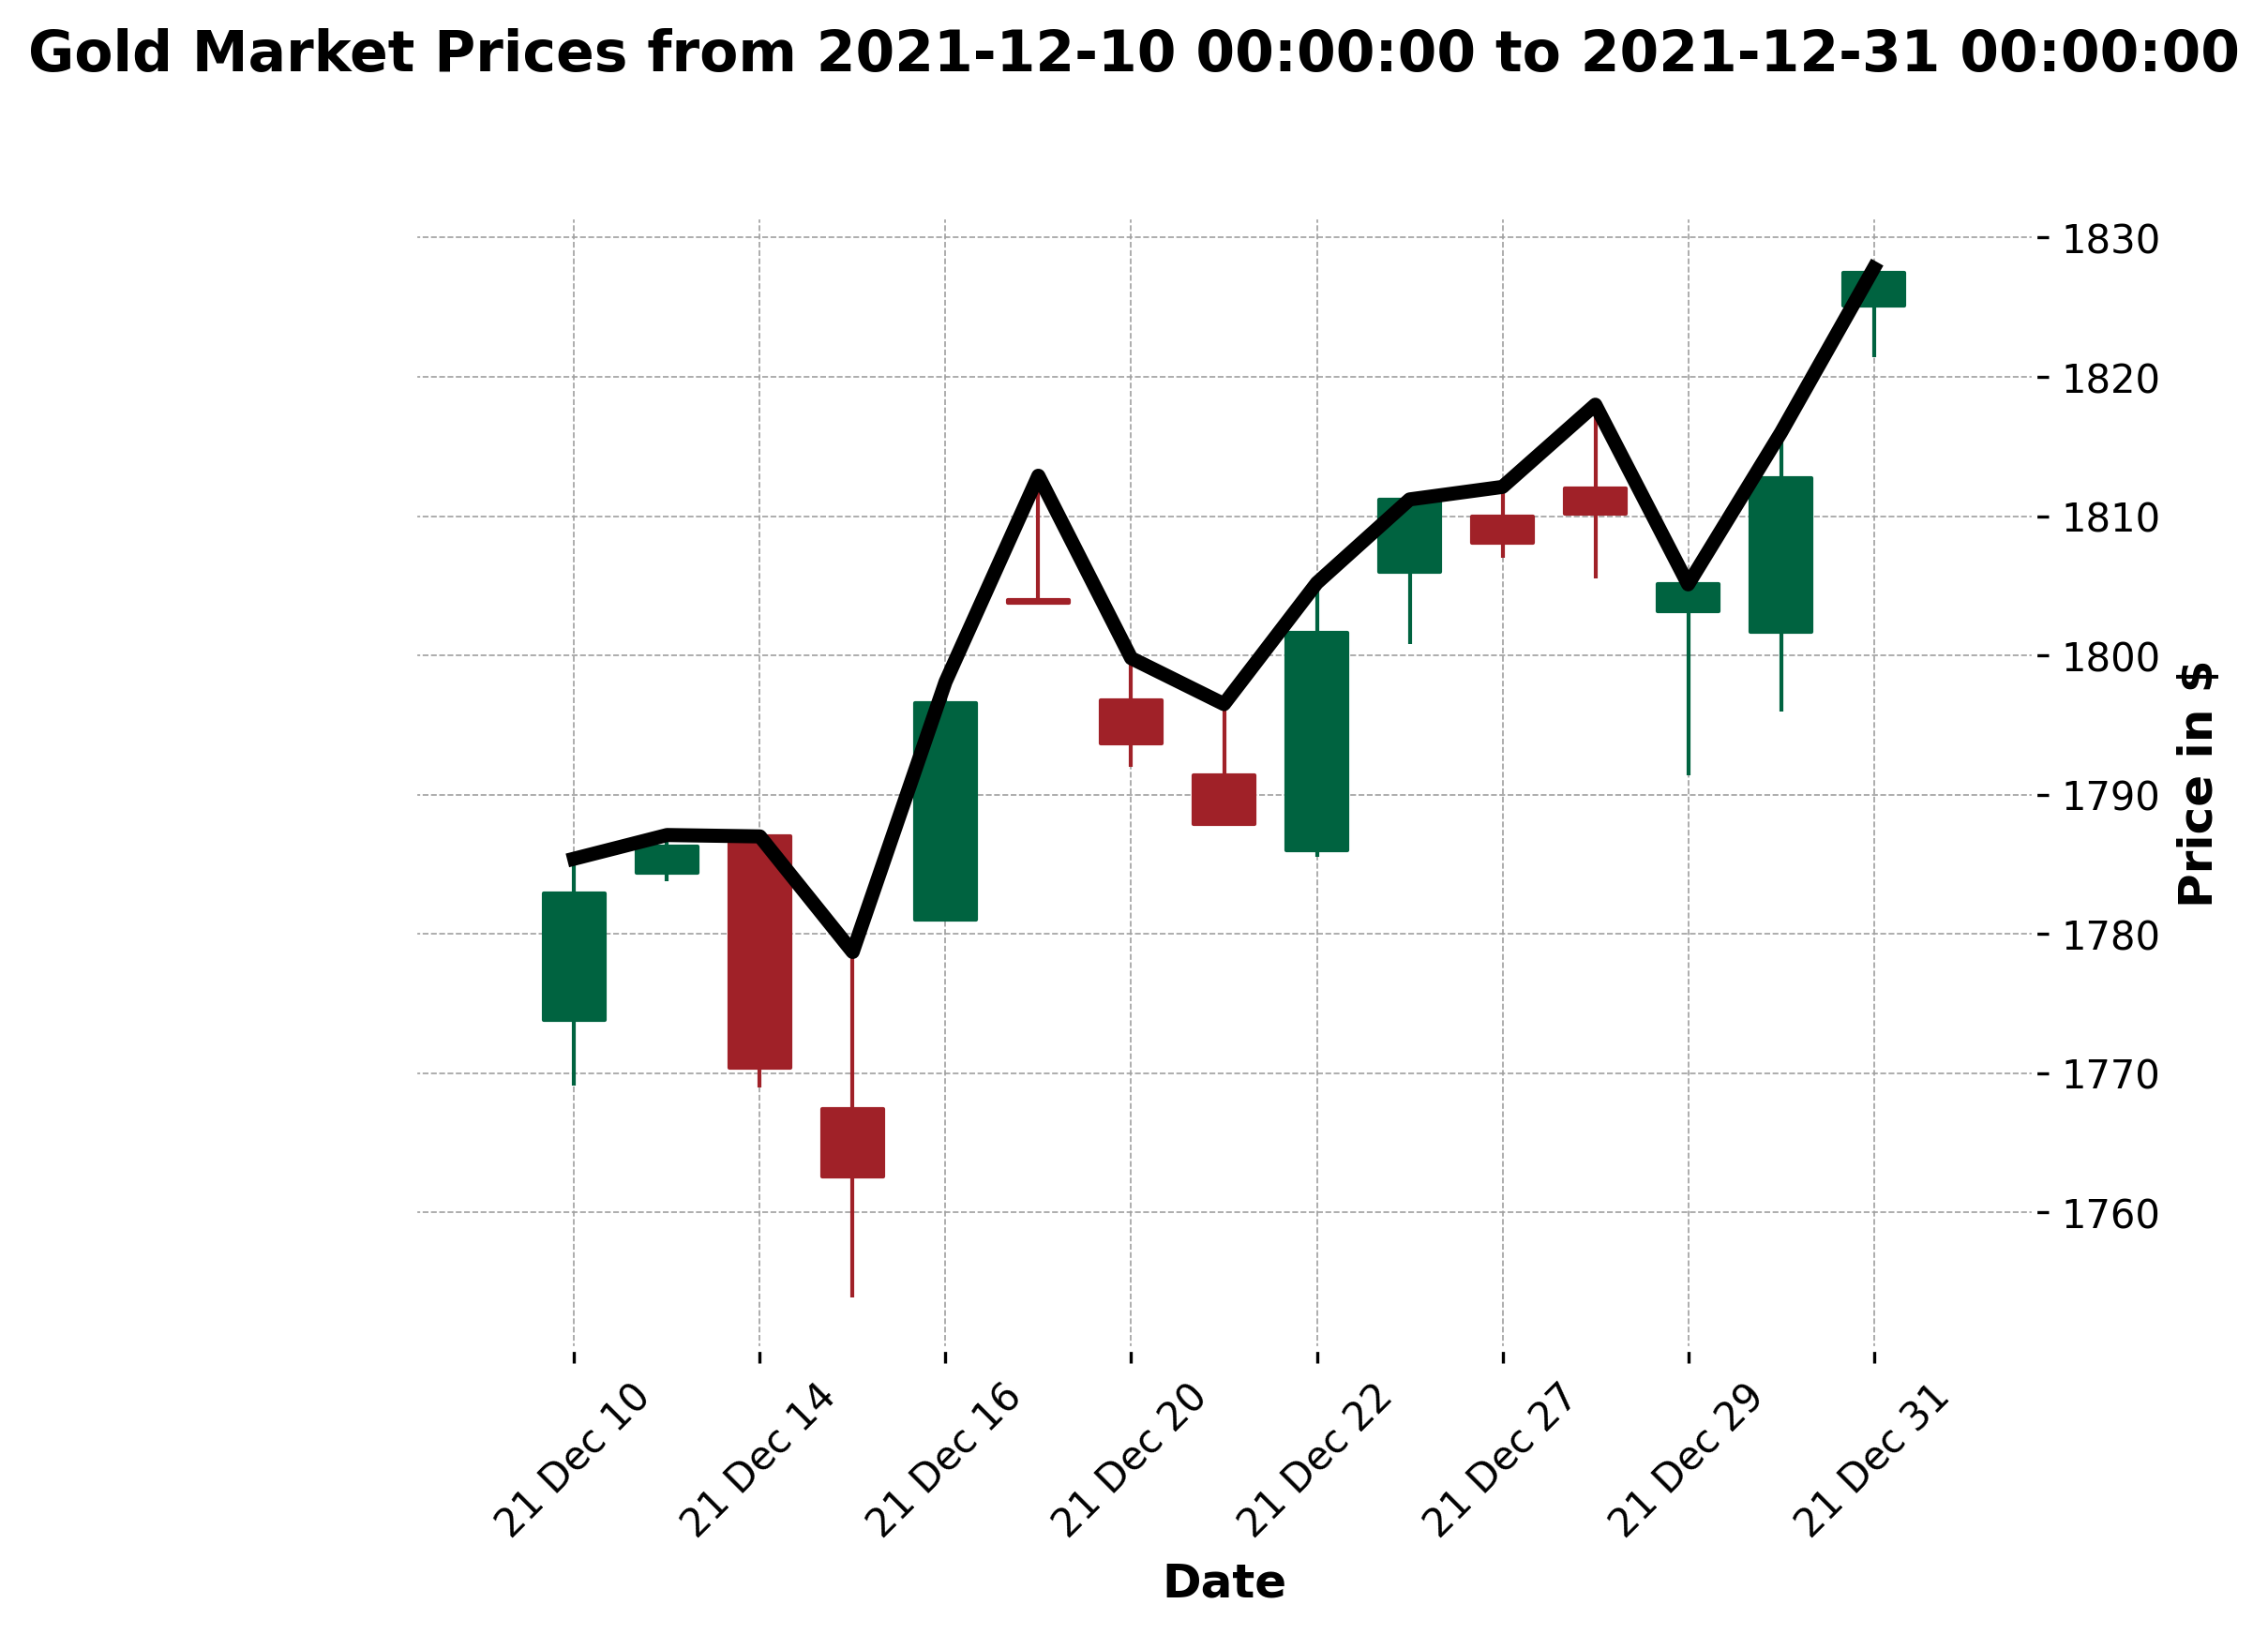 Gold Market Prices from 2021-12-10 00:00:00 to 2021-12-31 00:00:00
1830
1820
1810
1800
1790
1780
1770
1760
Price in $
21 Dec 10
21 Dec 14
21 Dec 16
21 Dec 20
21 Dec 22
21 Dec 27
21 Dec 29
21 Dec 31
Date